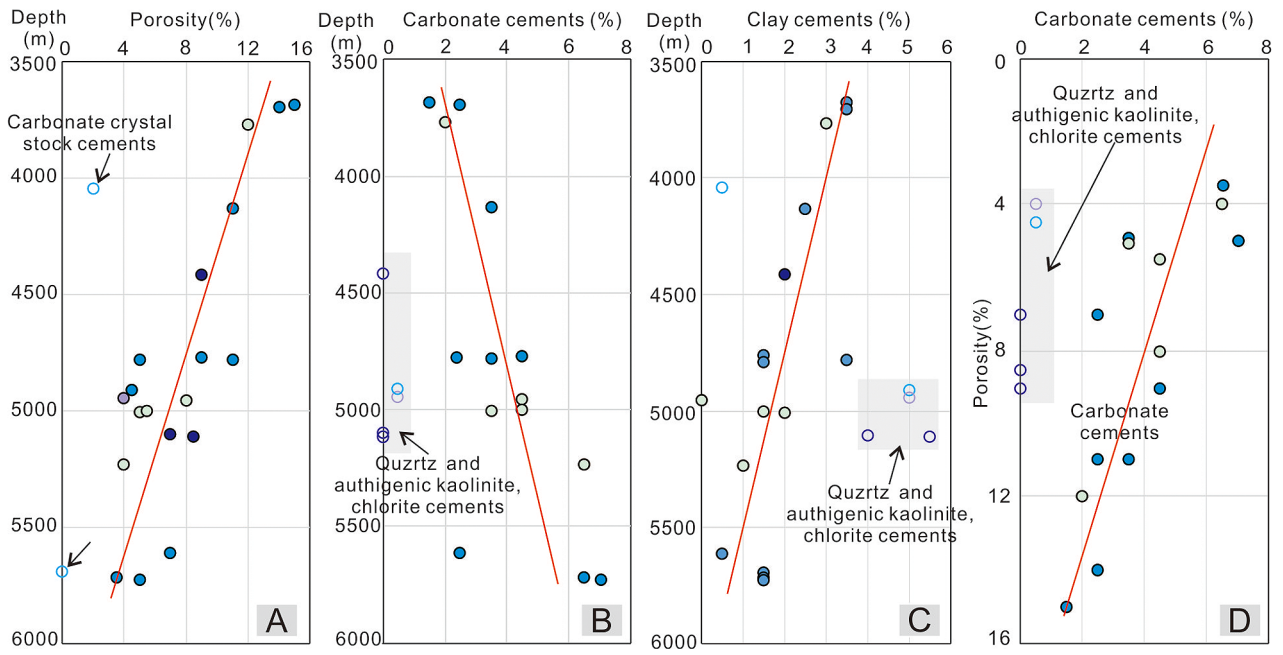 Depth
(m)
Porosity(%)
0 4 8 12 16
3500
4000
4500
5000
5500
6000
Carbonate crystal
stock cements
A
Depth
(m)
Carbonate cements (%)
0 2 4 6 8
3500
4000
4500
5000
5500
6000
Quzrtz and
authigenic kaolinite,
chlorite cements
B
Depth
(m)
Clay cements (%)
0 1 2 3 4 5 6
3500
4000
4500
5000
5500
6000
Quzrtz and
authigenic kaolinite,
chlorite cements
C
Carbonate cements (%)
0 2 4 6 8
0
4
8
12
16
Porosity(%)
Quzrtz and
authigenic kaolinite,
chlorite cements
Carbonate
cements
D